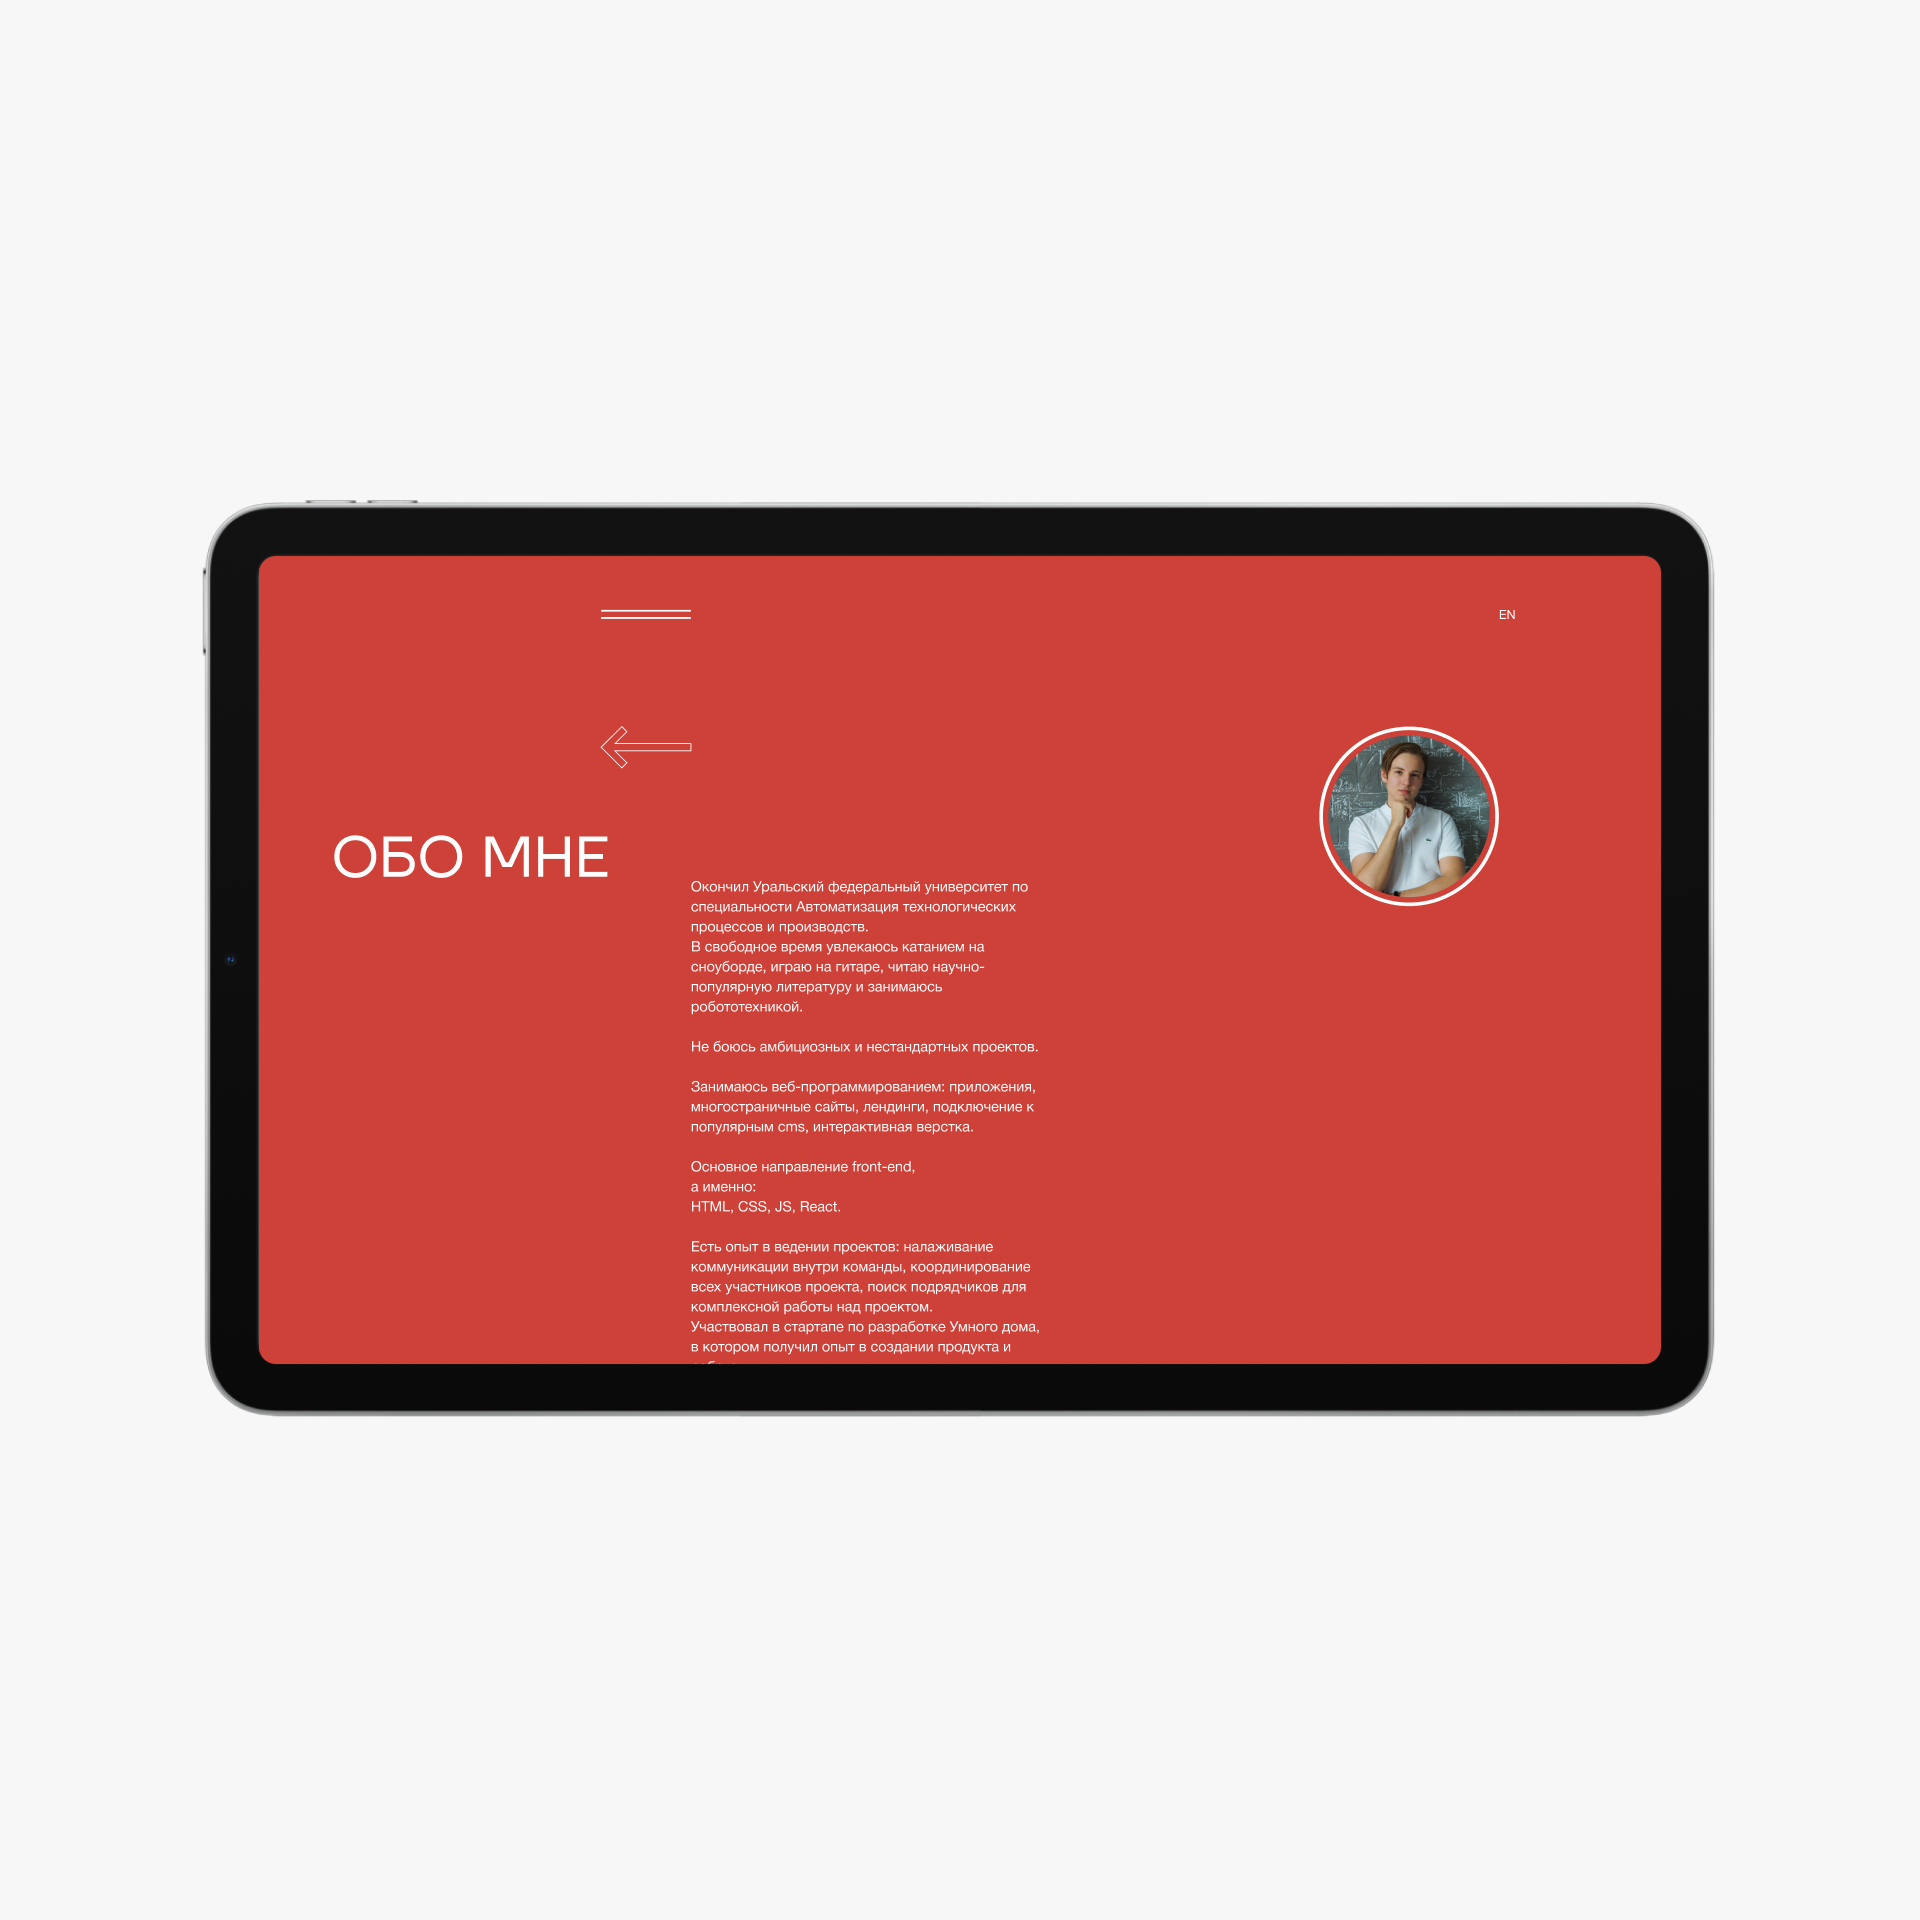 EN
ОБО МНЕ
Окончил Уральский федеральный университет по
специальности Автоматизация технологических
процессов и производств.
В свободное время увлекаюсь катанием на
сноуборде, играю на гитаре, читаю научно-
популярную литературу и занимаюсь
робототехникой.
Не боюсь амбициозных и нестандартных проектов.
Занимаюсь веб-программированием: приложения,
многостраничные сайты, лендинги, подключение к
популярным cms, интерактивная верстка.
Основное направление front-end,
а именно:
HTML, CSS, JS, React.
Есть опыт в ведении проектов: налаживание
коммуникации внутри команды, координирование
всех участников проекта, поиск подрядчиков для
комплексной работы над проектом.
Участвовал в стартапе по разработке Умного дома,
в котором получил опыт в создании продукта и